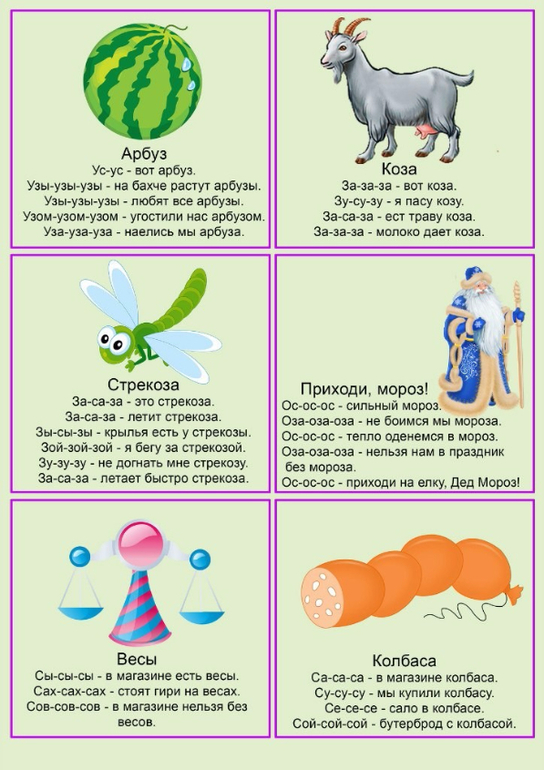 Арбуз
Ус-ус - вот арбуз.
Узы-узы-узы - на бахче растут арбузы.
Узы-узы-узы - любят все арбузы.
Узом-узом-узом - угостили нас арбузом.
Уза-уза-уза - наелись мы арбуза.
Коза
За-за-за - вот коза.
Зу-су-зу - я пасу козу.
За-са-за - ест траву коза.
За-за-за - молоко дает коза.
Стрекоза
За-са-за - это стрекоза.
За-са-за - летит стрекоза.
Зы-сы-зы - крылья есть у стрекозы.
Зой-зой-зой - я бегу за стрекозой.
Зу-зу-зу - не догнать мне стрекозу.
За-са-за - летает быстро стрекоза.
Приходи, мороз!
Ос-ос-ос - сильный мороз.
Оза-оза-оза - не боимся мы мороза.
Ос-ос-ос - тепло оденемся в мороз.
Оза-оза-оза - нельзя нам в праздник
без мороза.
Ос-ос-ос - приходи на елку, Дед Мороз!
Весы
Сы-сы-сы - в магазине есть весы.
Сах-сах-сах - стоят гири на весах.
Сов-сов-сов - в магазине нельзя без
весов.
Колбаса
Са-са-са - в магазине колбаса.
Су-су-су - мы купили колбасу.
Се-се-се - сало в колбасе.
Сой-сой-сой - бутерброд с колбасой.